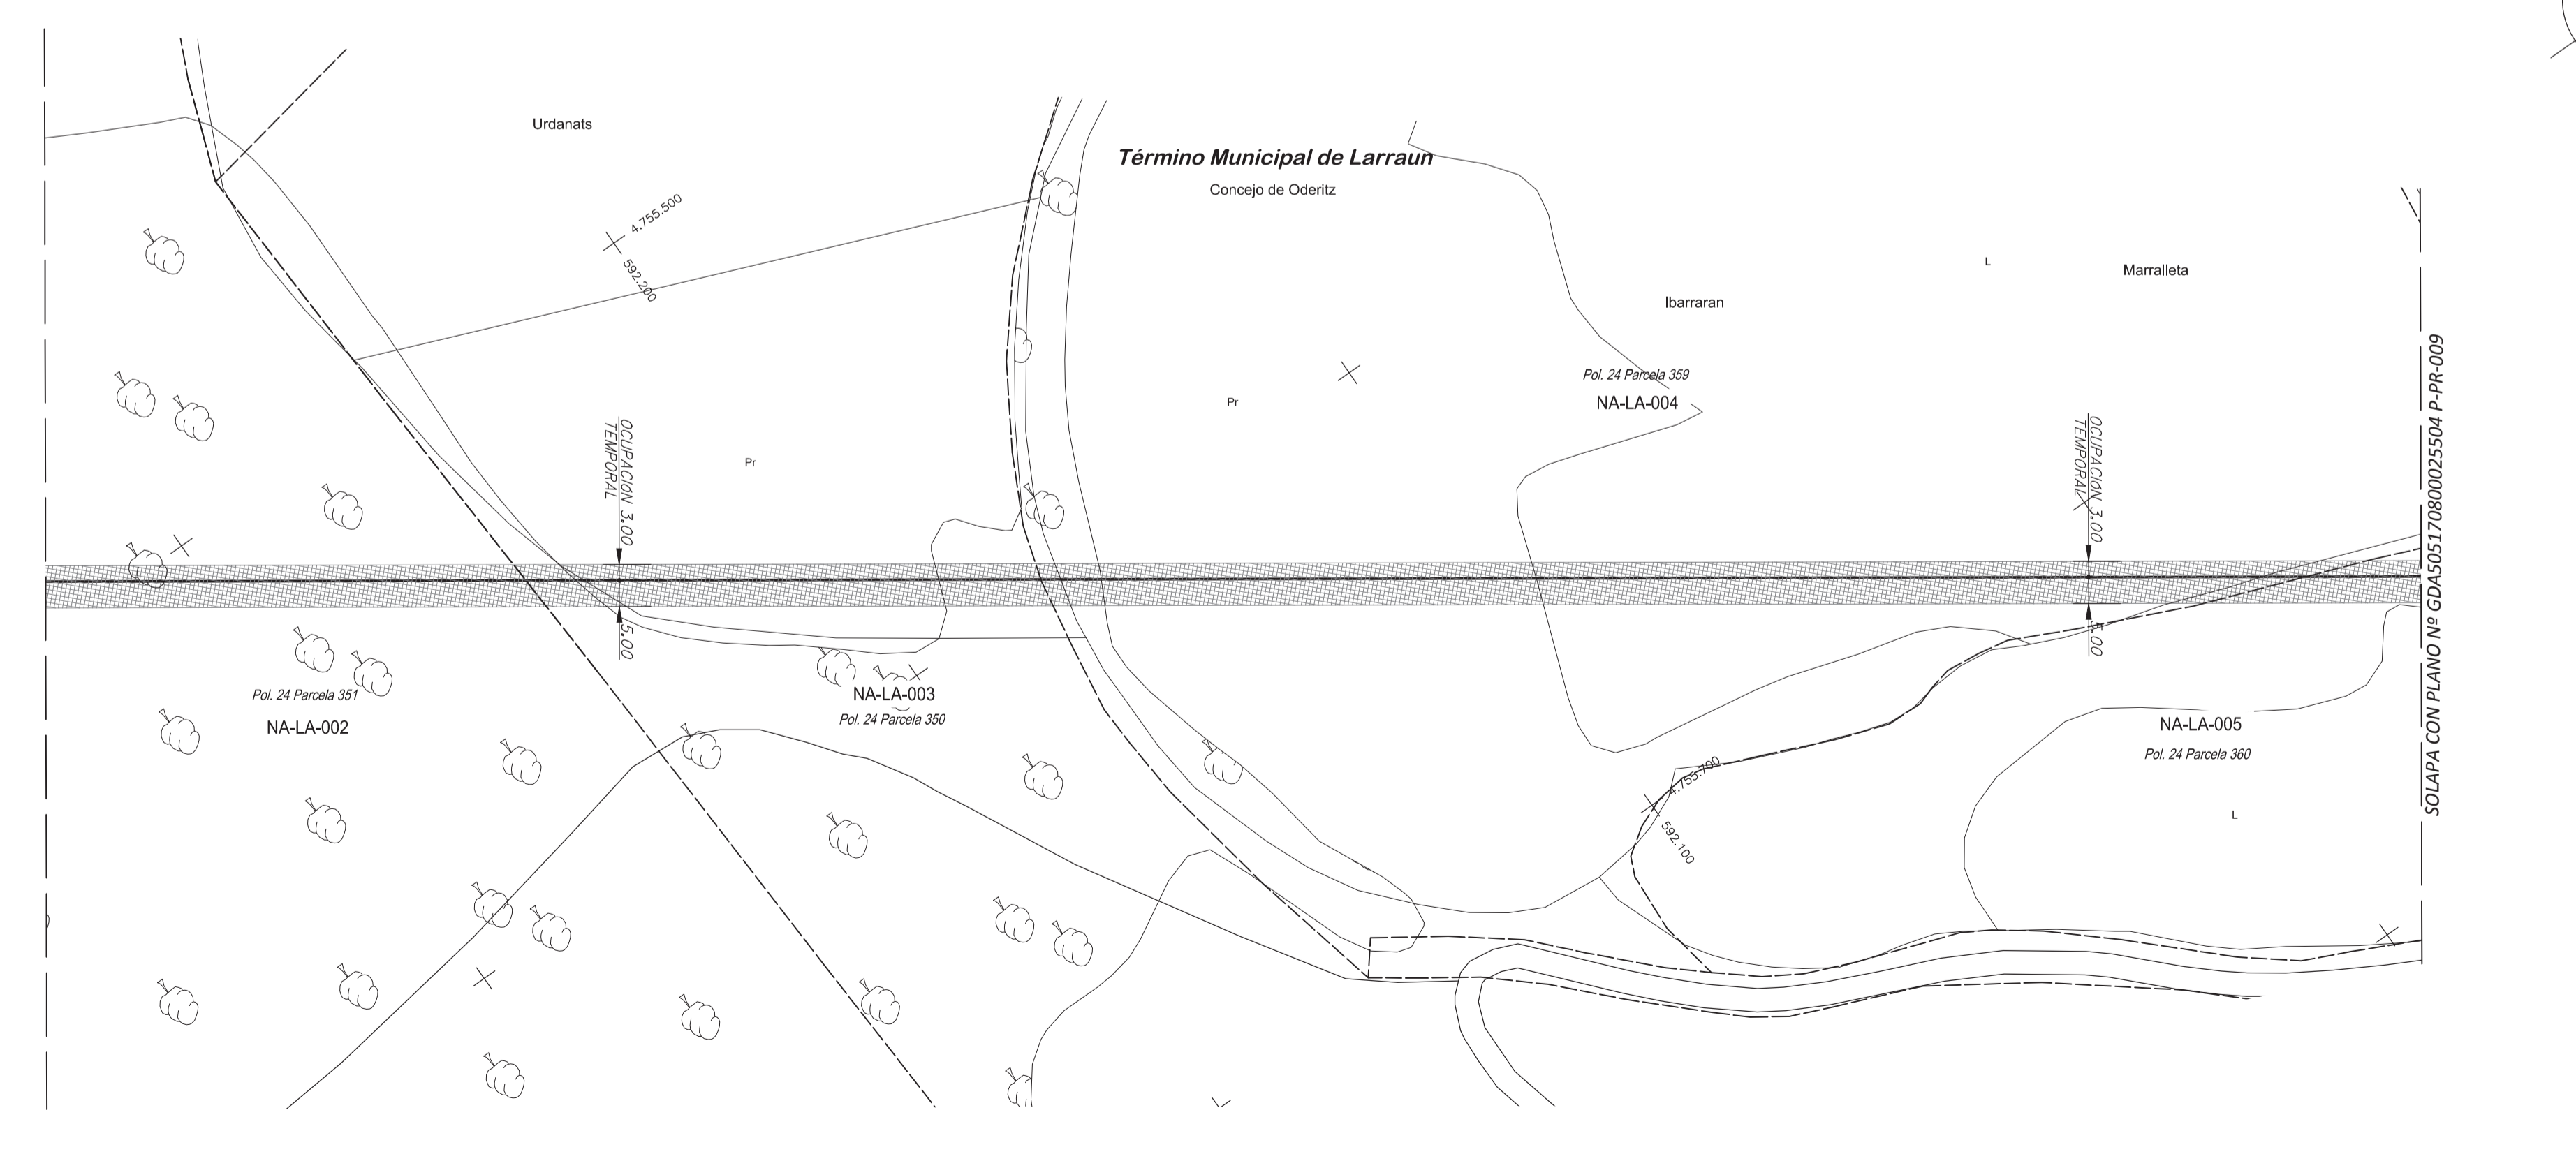 Urdanats
Término Municipal de Larraun
Concejo de Oderitz
4.755.500
592.200
L
Marralleta
Ibarraran
Pol. 24 Parcela 359
NA-LA-004
Pr
Pr
OCUPACIÓN 3.00
TEMPORAL
5.00
OCUPACIÓN 3.00
TEMPORAL
5.00
SOLAPA CON PLANO Nº GDA5051708000025504 P-PR-009
Pol. 24 Parcela 351
NA-LA-002
NA-LA-003
Pol. 24 Parcela 350
NA-LA-005
Pol. 24 Parcela 360
4.755.700
592.100
L